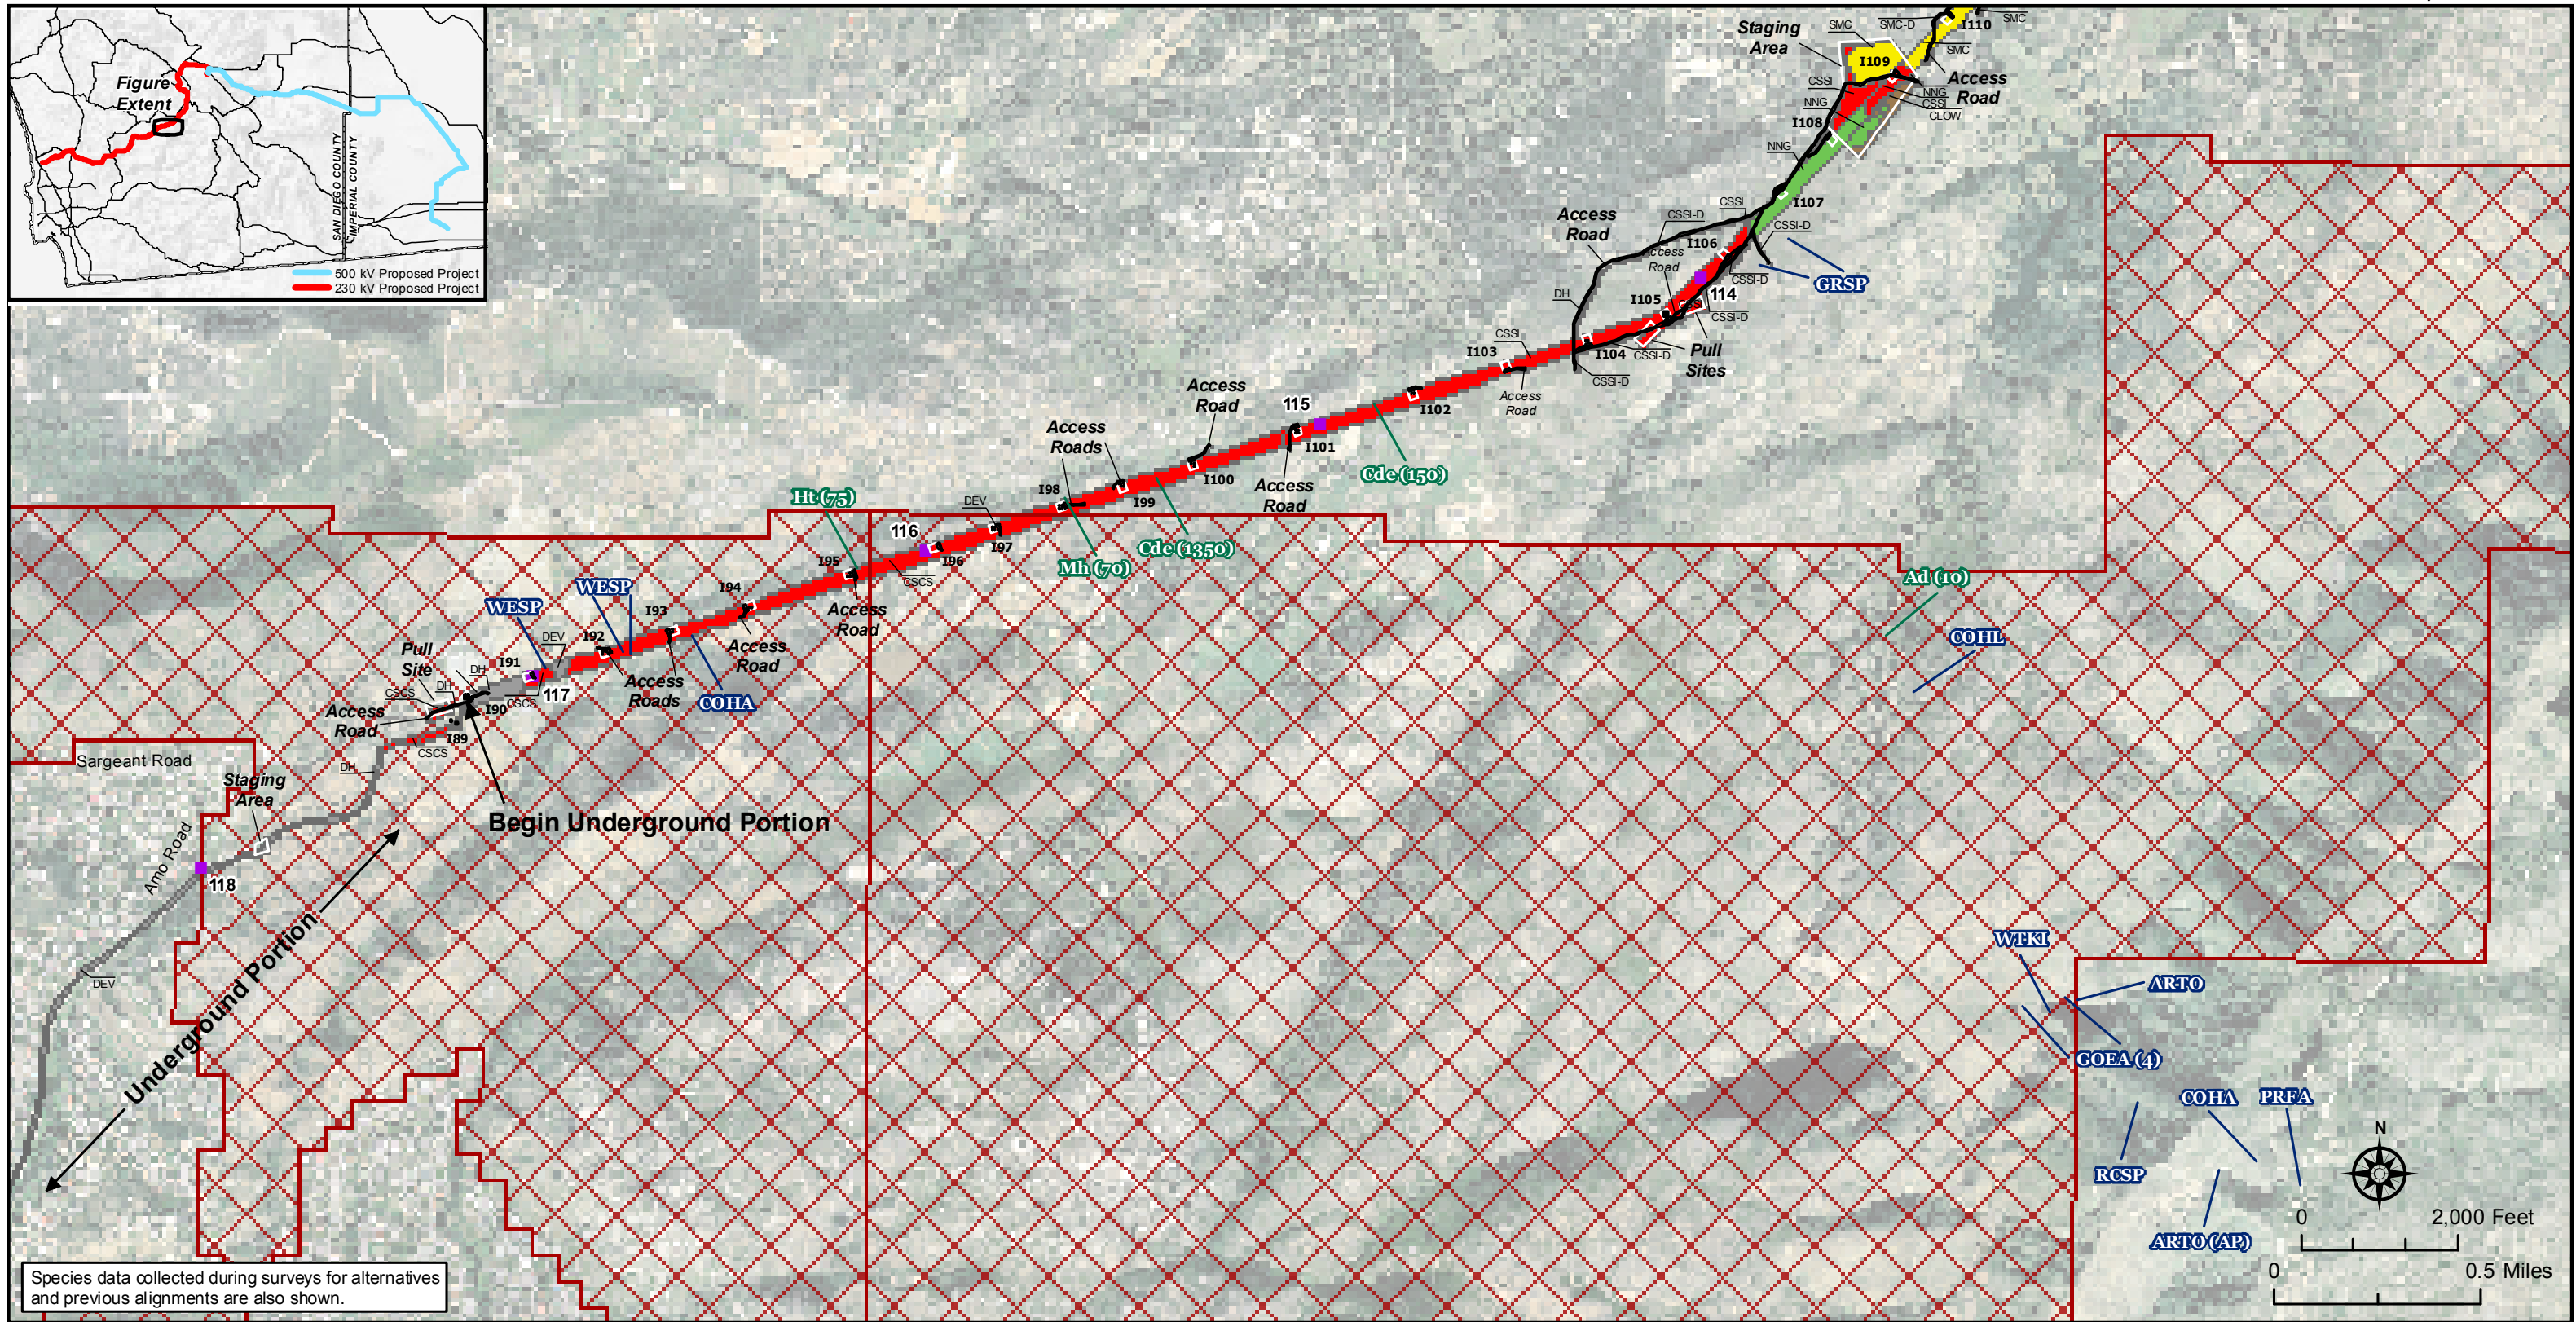 Figure
Extent
SAN DIEGO COUNTY
IMPERIAL COUNTY
500 kV Proposed Project
230 kV Proposed Project
Staging
Area
SMC
SMC-D
SMC
I110
SMC
I109
Access
Road
CSSI
NNG
CSSI
CLOW
NNG
I108
NNG
I107
CSSI
CSSI-D
CSSI-D
Access
Road
I106
Access
Road
GRSP
CSSI-D
DH
I105
114
CSSI-D
CSSI
I103
I104
CSSI-D
Pull
Sites
CSSI-D
Access
Road
Access
Road
115
I102
Access
Roads
I101
Cde (150)
I100
Access
Road
Ht (75)
DEV
I98
I99
116
I97
Cde (1350)
Mh (70)
I95
I96
CSCS
Ad (10)
WESP
WESP
I94
I93
Access
Road
COHL
Access
Road
I92
DEV
Pull
Site
I91
DH
DH
CSCS
117
Access
Roads
COHA
I90
CSCS
Access
Road
I89
CSCS
Sargeant Road
DH
Staging
Area
Begin Underground Portion
Amo Road
118
Underground Portion
DEV
WTKI
ARTO
GOEA (4)
COHA
PRFA
RCSP
ARTO (AP)
N
0 2,000 Feet
0 0.5 Miles
Species data collected during surveys for alternatives
and previous alignments are also shown.